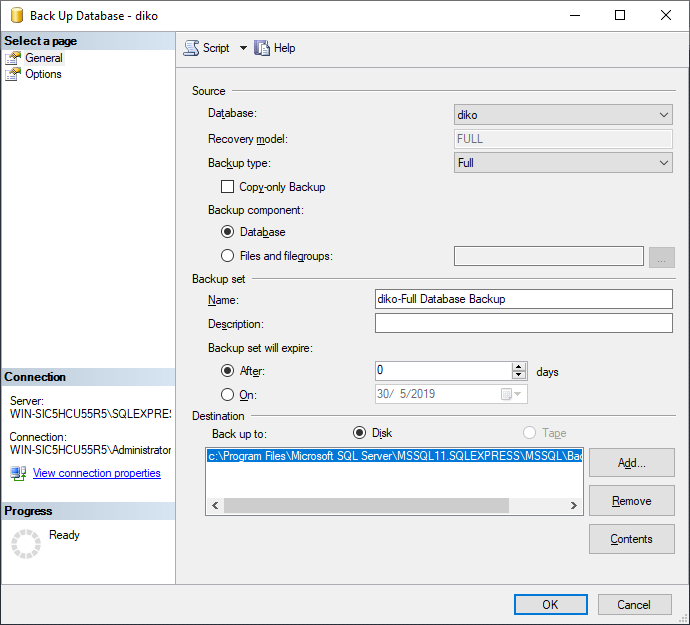 Back Up Database - diko
Select a page
General
Options
Script
Help
Source
Database:
diko
Recovery model:
FULL
Backup type:
Full
Copy-only Backup
Backup component:
Database
Files and filegroups:
...
Backup set
Name:
diko-Full Database Backup
Description:
Backup set will expire:
After:
0
days
On:
30/ 5/2019
Destination
Back up to:
Disk
Tape
c:\Program Files\Microsoft SQL Server\MSSQL11.SQLEXPRESS\MSSQL\Bac
Add...
Remove
Contents
Connection
Server:
WIN-SIC5HCU55R5\SQLEXPRE
Connection:
WIN-SIC5HCU55R5\Administrator
View connection properties
Progress
Ready
OK
Cancel